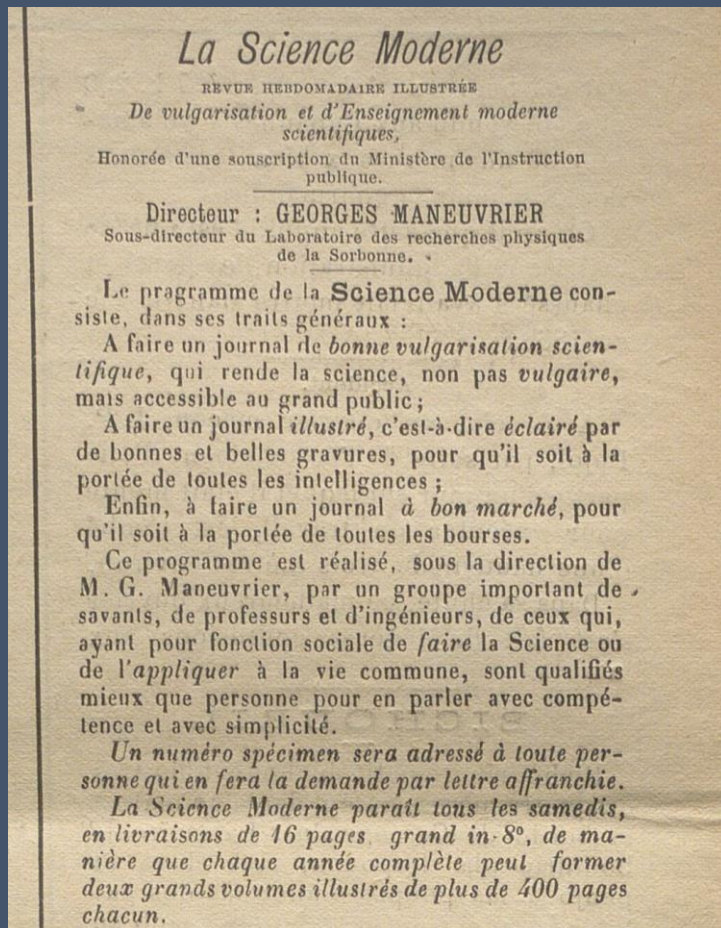 La Science Moderne
REVUE HEBDOMADAIRE ILLUSTRÉE
De vulgarisation et d'Enseignement moderne
scientifiques,
Honorée d'une souscription du Ministère de l'Instruction
publique.
Directeur : GEORGES MANEUVRIER
Sous-directeur du Laboratoire des recherches physiques
de la Sorbonne.
Le pragramme de la Science Moderne con-
siste, dans ses traits généraux :
A faire un journal de bonne vulgarisation scien-
tifique, qui rende la science, non pas vulgaire,
mais accessible au grand public ;
A faire un journal illustré, c'est-à-dire éclairé par
de bonnes et belles gravures, pour qu'il soit à la
portée de toutes les intelligences ;
Enfin, à faire un journal à bon marché, pour
qu'il soit à la portée de toutes les bourses.
Ce programme est réalisé, sous la direction de
M. G. Maneuvrier, par un groupe important de
savants, de professurs et d'ingénieurs, de ceux qui,
ayant pour fonction sociale de faire la Science ou
de l'appliquer à la vie commune, sont qualifiés
mieux que personne pour en parler avec compé-
tence et avec simplicité.
Un numéro spécimen sera adressé à toute per-
sonne qui en fera la demande par lettre affranchie.
La Science Moderne paraît tous les samedis,
en livraisons de 16 pages grand in-8°, de ma-
nière que chaque année complète peut former
deux grands volumes illustrés de plus de 400 pages
chacun.